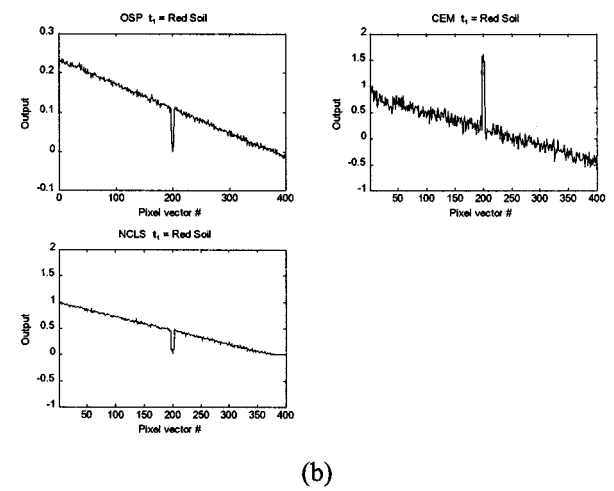 OSP t₁ = Red Soil
0.3
0.2
0.1
0
-0.1
Output
0 100 200 300 400
Pixel vector #
CEM t₁ = Red Soil
2
1.5
1
0.5
0
-0.5
-1
Output
50 100 150 200 250 300 350 400
Pixel vector #
NCLS t₁ = Red Soil
2
1.5
1
0.5
0
-0.5
-1
Output
50 100 150 200 250 300 350 400
Pixel vector #
(b)